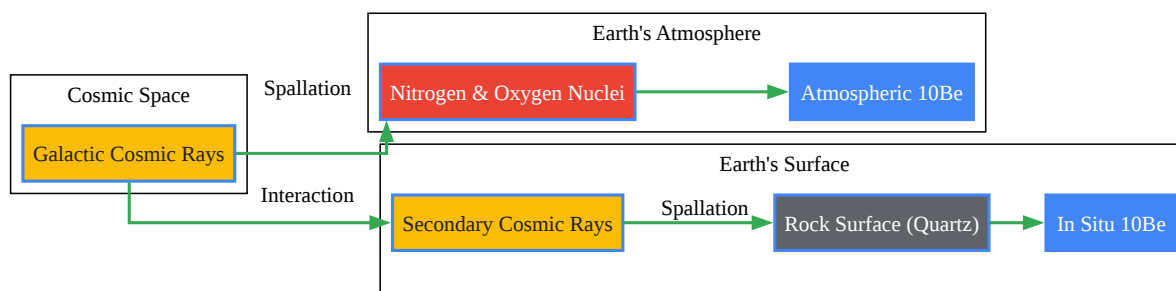 Earth's Atmosphere
Spallation
Nitrogen & Oxygen Nuclei
Atmospheric 10Be
Cosmic Space
Galactic Cosmic Rays
Earth's Surface
Interaction
Secondary Cosmic Rays
Spallation
Rock Surface (Quartz)
In Situ 10Be